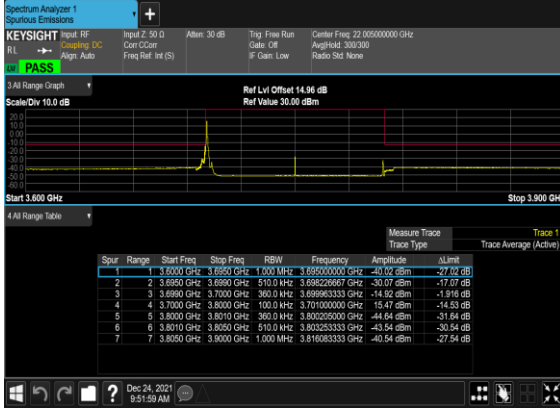 Spectrum Analyzer 1
Spurious Emissions
KEYSIGHT Input: RF Input Z: 50 Ω Atten: 30 dB Trig: Free Run Center Freq: 22.005000000 GHz
RL Coupling: DC Corr CCorr Gate: Off Avg|Hold: 300/300
Align: Auto Freq Ref: Int (S) IF Gain: Low Radio Std: None
LXI PASS
3 All Range Graph
Ref Lvl Offset 14.96 dB
Scale/Div 10.0 dB Ref Value 30.00 dBm
20.0
10.0
0.00
-10.0
-20.0
-30.0
-40.0
-50.0
-60.0
Start 3.600 GHz Stop 3.900 GH
4 All Range Table
Measure Trace Trace 1
Trace Type Trace Average (Active)
Spur Range Start Freq Stop Freq RBW Frequency Amplitude ΔLimit
1 1 3.6000 GHz 3.6950 GHz 1.000 MHz 3.695000000 GHz -40.02 dBm -27.02 dB
2 2 3.6950 GHz 3.6990 GHz 510.0 kHz 3.698226667 GHz -30.07 dBm -17.07 dB
3 3 3.6990 GHz 3.7000 GHz 360.0 kHz 3.699963333 GHz -14.92 dBm -1.916 dB
4 4 3.7000 GHz 3.8000 GHz 100.0 kHz 3.701000000 GHz 15.47 dBm -14.53 dB
5 5 3.8000 GHz 3.8010 GHz 360.0 kHz 3.800205000 GHz -44.64 dBm -31.64 dB
6 6 3.8010 GHz 3.8050 GHz 510.0 kHz 3.803253333 GHz -43.54 dBm -30.54 dB
7 7 3.8050 GHz 3.9000 GHz 1.000 MHz 3.816083333 GHz -40.54 dBm -27.54 dB
Dec 24, 2021
9:51:59 AM